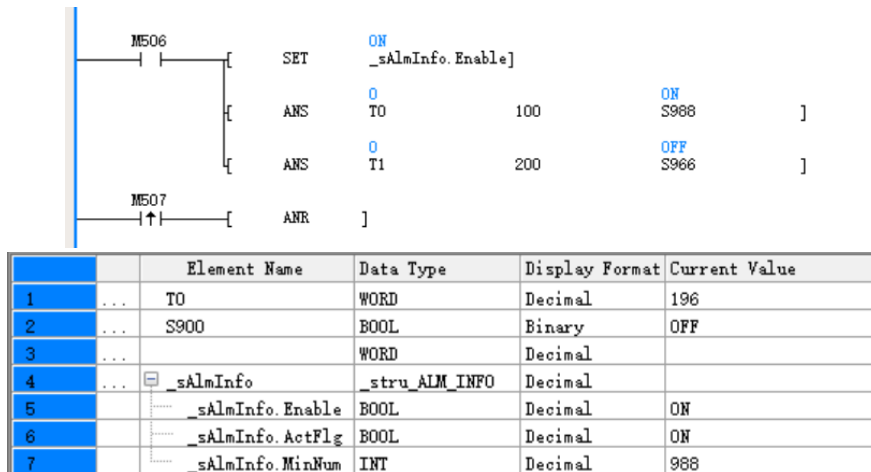 M506
ON
SET _sAlmInfo.Enable]
0 ON
ANS T0 100 S988 ]
0 OFF
ANS T1 200 S966 ]
M507
ANR ]
Element Name Data Type Display Format Current Value
1 ... T0 WORD Decimal 196
2 ... S900 BOOL Binary OFF
3 ... WORD Decimal
4 ... _sAlmInfo _stru_ALM_INFO Decimal
5 _sAlmInfo.Enable BOOL Decimal ON
6 _sAlmInfo.ActFlg BOOL Decimal ON
7 _sAlmInfo.MinNum INT Decimal 988